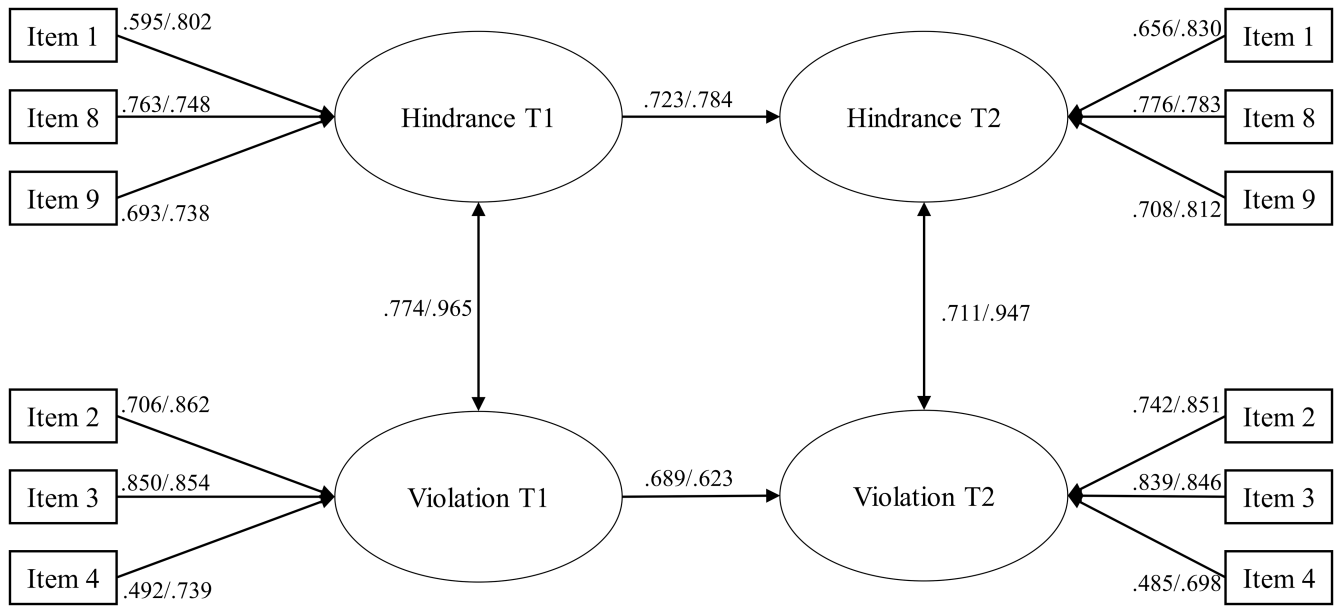 Item 1
.595/.802
Item 8
.763/.748
Item 9
.693/.738
Hindrance T1
.723/.784
Hindrance T2
.656/.830
Item 1
.776/.783
Item 8
.708/.812
Item 9
.774/.965
.711/.947
Item 2
.706/.862
Item 3
.850/.854
Item 4
.492/.739
Violation T1
.689/.623
Violation T2
.742/.851
Item 2
.839/.846
Item 3
.485/.698
Item 4